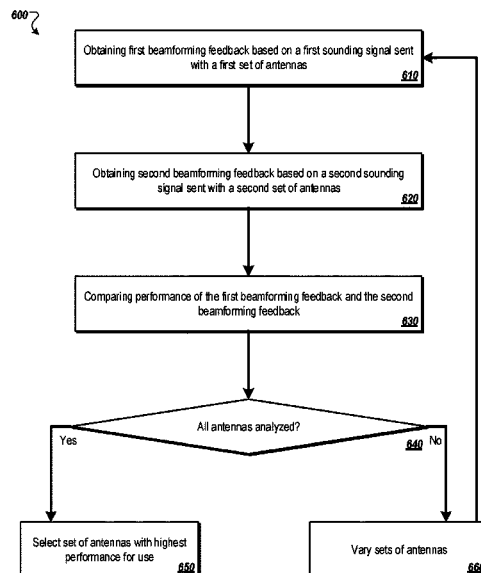 600
Obtaining first beamforming feedback based on a first sounding signal sent
with a first set of antennas
610
Obtaining second beamforming feedback based on a second sounding
signal sent with a second set of antennas
620
Comparing performance of the first beamforming feedback and the second
beamforming feedback
630
All antennas analyzed?
640
Yes
No
Select set of antennas with highest
performance for use
650
Vary sets of antennas
660